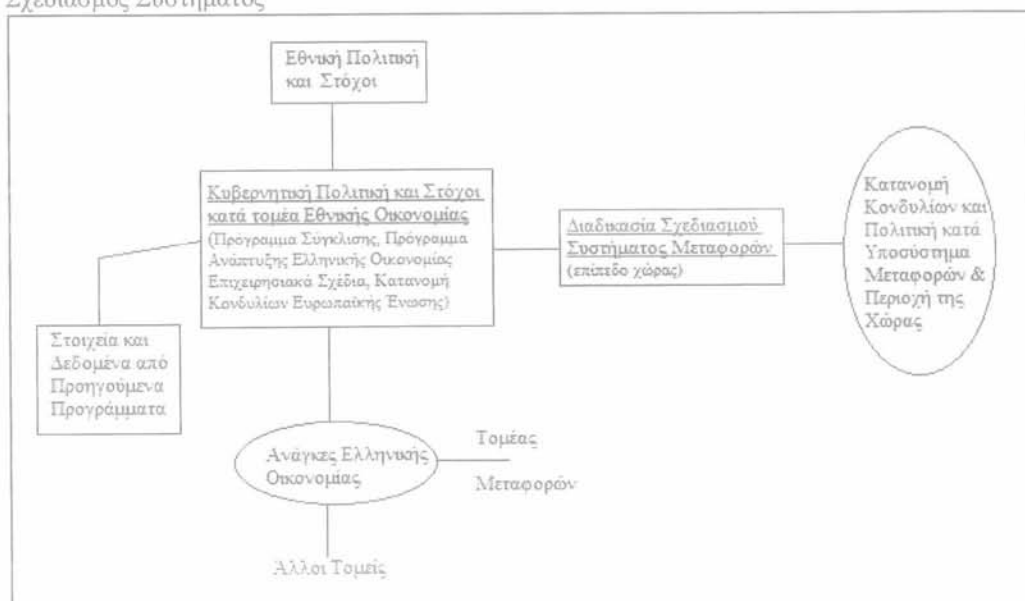 Σχεδιασμός Συστήματος
Εθνική Πολιτική
και Στόχοι
Κυβερνητική Πολιτική και Στόχοι
κατά τομέα Εθνικής Οικονομίας
(Πρόγραμμα Σύγκλισης, Πρόγραμμα
Ανάπτυξης Ελληνικής Οικονομίας
Επιχειρησιακά Σχέδια, Κατανομή
Κονδυλίων Ευρωπαϊκής Ένωσης)
Διαδικασία Σχεδιασμού
Συστήματος Μεταφορών
(επίπεδο χώρας)
Κατανομή
Κονδυλίων και
Πολιτική κατά
Υποσύστημα
Μεταφορών &
Περιοχή της
Χώρας
Στοιχεία και
Δεδομένα από
Προηγούμενα
Προγράμματα
Ανάγκες Ελληνικής
Οικονομίας
Τομέας
Μεταφορών
Άλλοι Τομείς